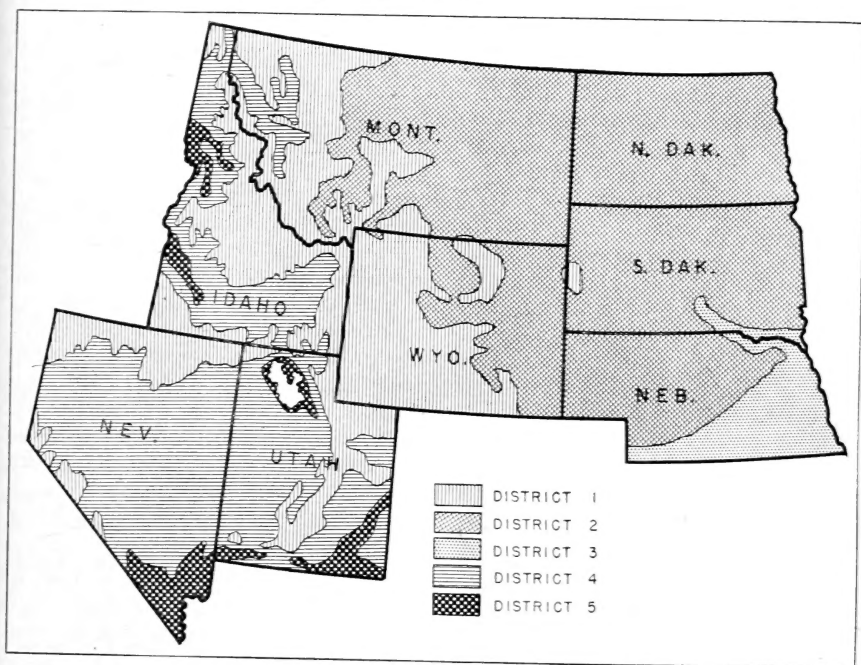 MONT.
N. DAK.
S. DAK.
IDAHO
WYO.
NEB.
NEV.
UTAH
DISTRICT 1
DISTRICT 2
DISTRICT 3
DISTRICT 4
DISTRICT 5